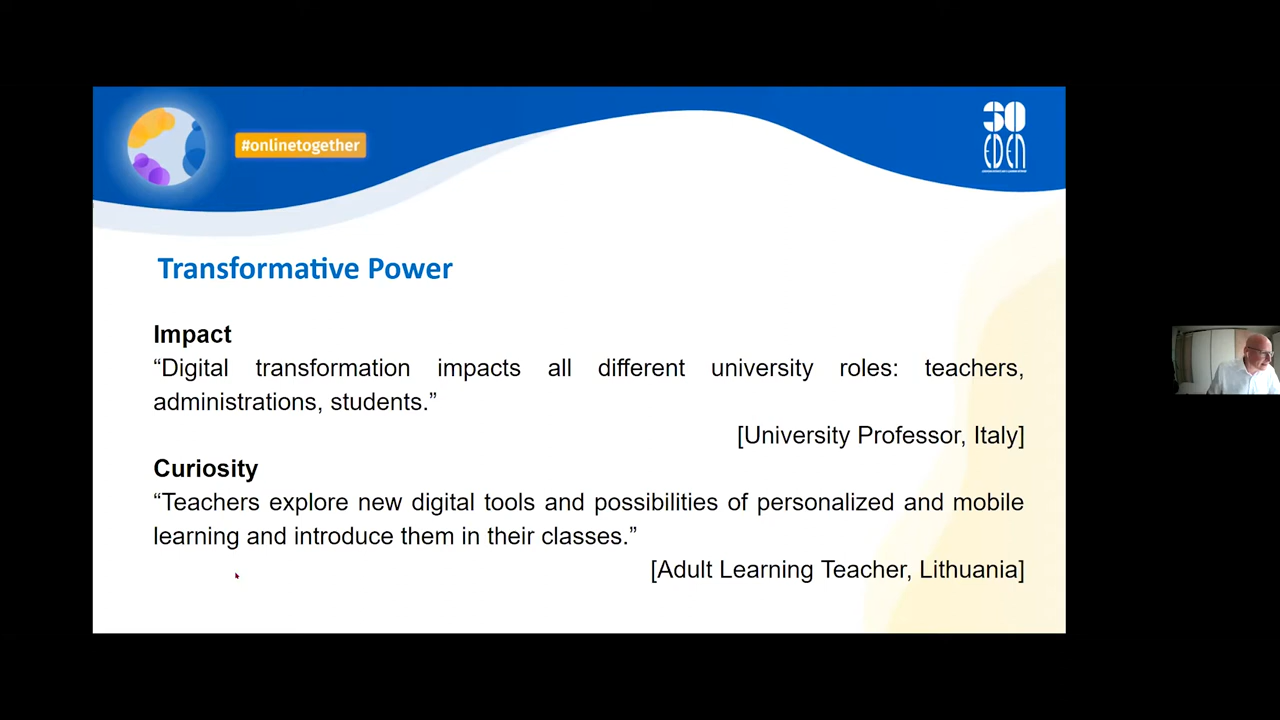 #onlinetogether
30
EDEN
Transformative Power
Impact
“Digital transformation impacts all different university roles: teachers,
administrations, students.”
[University Professor, Italy]
Curiosity
“Teachers explore new digital tools and possibilities of personalized and mobile
learning and introduce them in their classes.”
[Adult Learning Teacher, Lithuania]